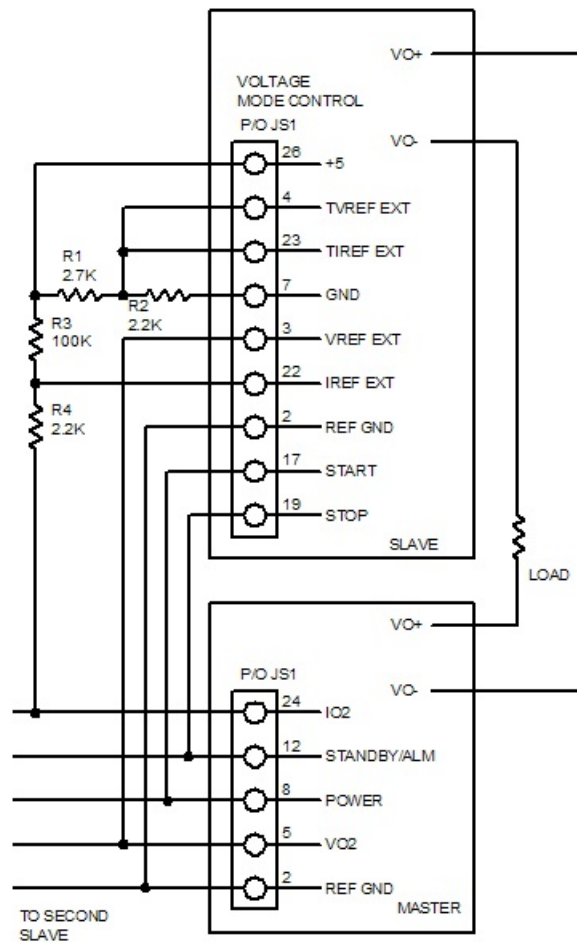 VO+
VOLTAGE
MODE CONTROL
P/O JS1
VO-
26 +5
4 TVREF EXT
23 TIREF EXT
R1
2.7K
7 GND
R2
2.2K
R3
100K
3 VREF EXT
22 IREF EXT
R4
2.2K
2 REF GND
17 START
19 STOP
SLAVE
LOAD
VO+
P/O JS1
VO-
24 IO2
12 STANDBY/ALM
8 POWER
5 VO2
2 REF GND
MASTER
TO SECOND
SLAVE